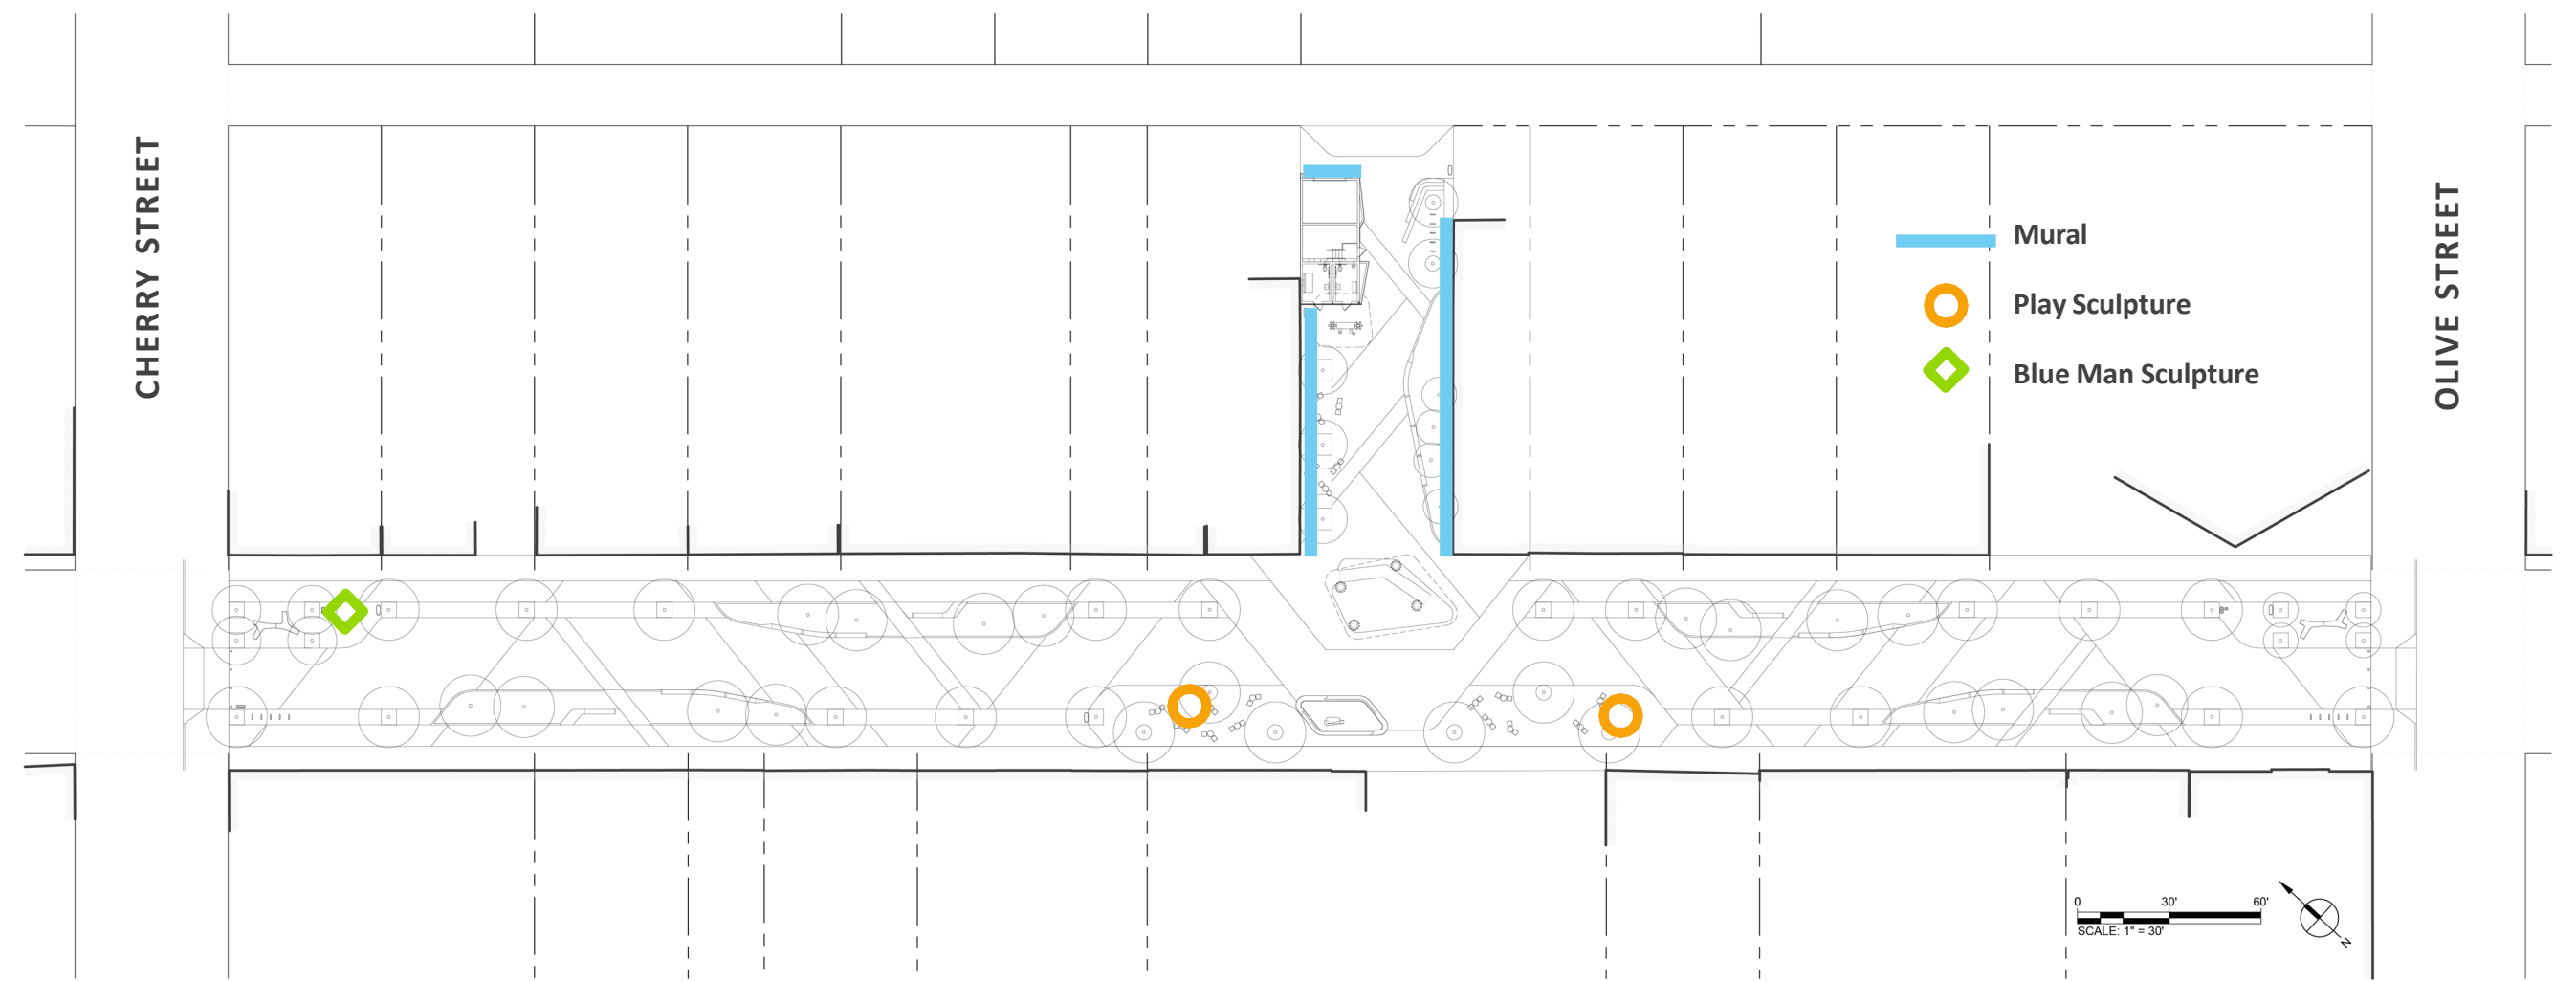 CHERRY STREET
Mural
Play Sculpture
Blue Man Sculpture
OLIVE STREET
0 30' 60'
SCALE: 1" = 30'
N